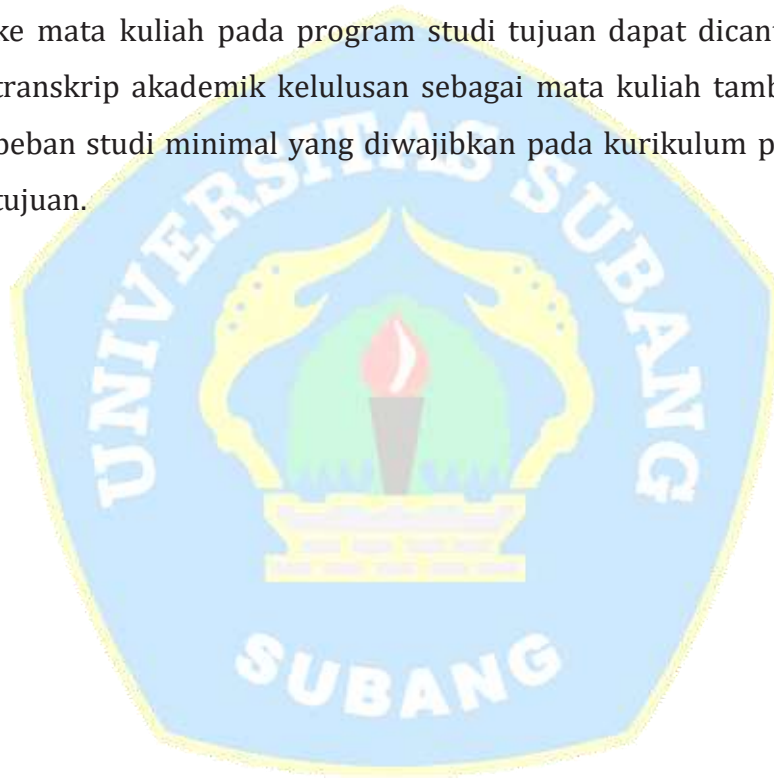 ke mata kuliah pada program studi tujuan dapat
transkrip akademik kelulusan sebagai mata kuliah
beban studi minimal yang diwajibkan pada kurikulum
tujuan.
UNIVERSITAS SUBANG
SUBANG